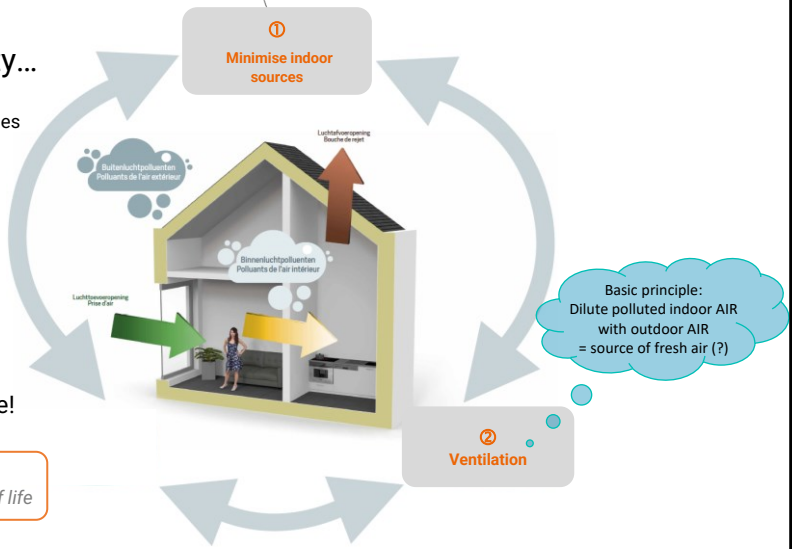 ①
Minimise indoor
sources
y...
es
Luchtafvoeropening
Bouche de rejet
Buitenluchtpolluenten
Polluants de l'air extérieur
Binnenluchtpolluenten
Polluants de l'air intérieur
Luchttoevoeropening
Prise d'air
Basic principle:
Dilute polluted indoor AIR
with outdoor AIR
= source of fresh air (?)
e!
②
Ventilation
f life